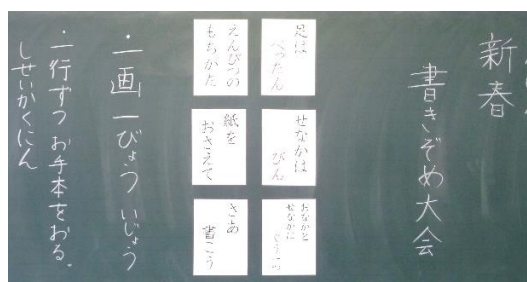 新春
書きぞめ大会
足は
ぺったん
せなかは
ぴん
おなかと
せなかに
えんぴつの
もちかた
紙を
おさえて
さあ
書こう
・一画一びょういじょう
・一行ずつお手本をおる。
しせいかくにん